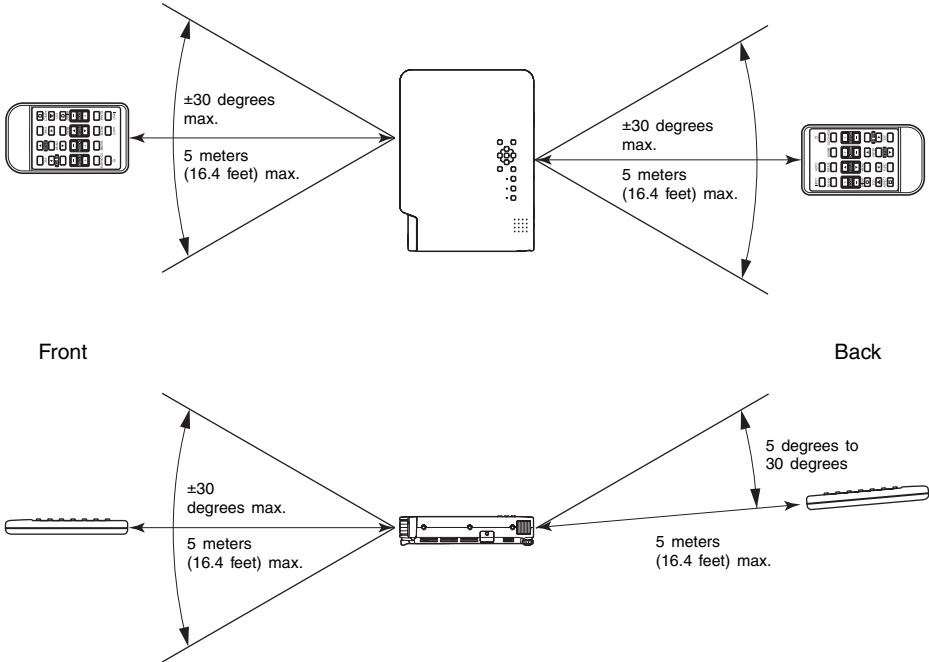 ±30 degrees
max.
5 meters
(16.4 feet) max.
±30 degrees
max.
5 meters
(16.4 feet) max.
Front
Back
±30
degrees max.
5 meters
(16.4 feet) max.
5 degrees to
30 degrees
5 meters
(16.4 feet) max.